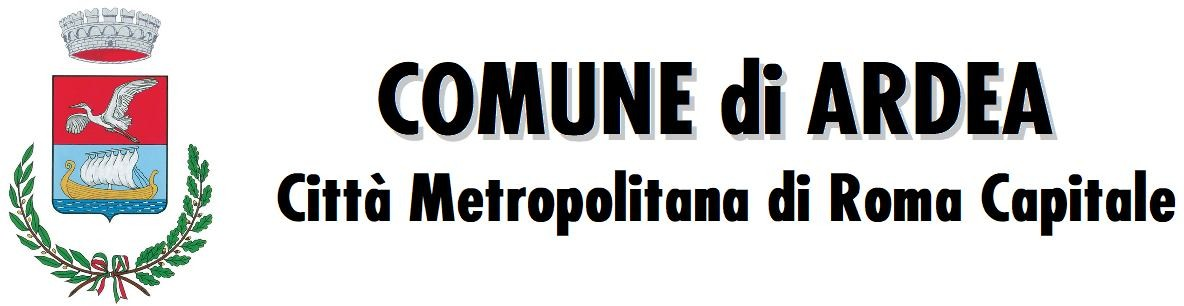 COMUNE di ARDEA
Città Metropolitana di Roma Capitale